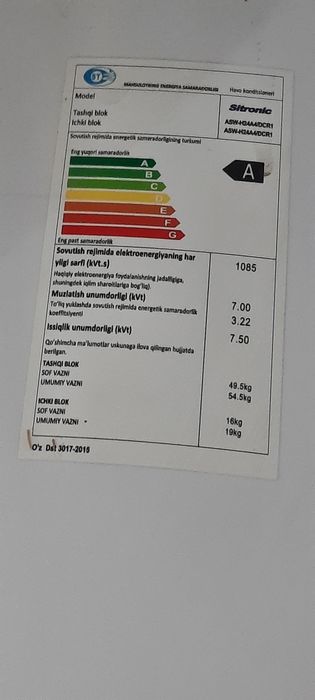 MAHSULOTNING ENERGIYA SAMARADORLIGI
Havo konditsioneri
Model
Sitronic
Tashqi blok
ASW-H24A4/DCR1
Ichki blok
ASW-H24A4/DCR1
Sovutish rejimida energetik samaradorligining turkumi
Eng yuqori samaradorlik
A
B
C
D
E
F
G
A
Eng past samaradorlik
Sovutish rejimida elektroenergiyaning har
yilgi sarfi (kVt.s)
1085
Haqiqiy elektroenergiya foydalanishning jadalligiga,
shuningdek iqlim sharoitlariga bog'liq).
Muzlatish unumdorligi (kVt)
7.00
To'liq yuklashda sovutish rejimida energetik samaradorlik
koeffitsiyenti
3.22
Issiqlik unumdorligi (kVt)
7.50
Qo'shimcha ma'lumotlar uskunaga ilova qilingan hujjatda
berilgan.
TASHQI BLOK
SOF VAZNI
49.5kg
UMUMIY VAZNI
54.5kg
ICHKI BLOK
SOF VAZNI
16kg
UMUMIY VAZNI
19kg
O'z Dst 3017-2015